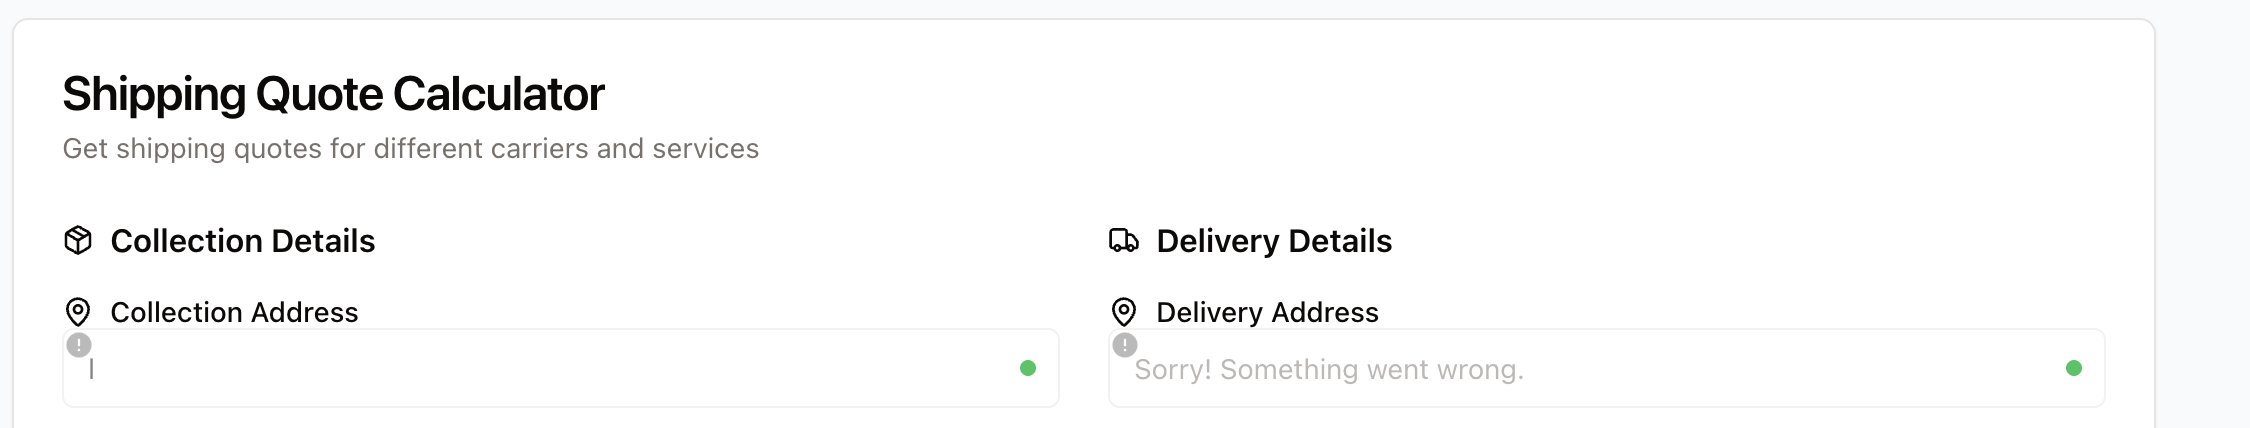 Shipping Quote Calculator
Get shipping quotes for different carriers and services
Collection Details
Collection Address
Delivery Details
Delivery Address
Sorry! Something went wrong.